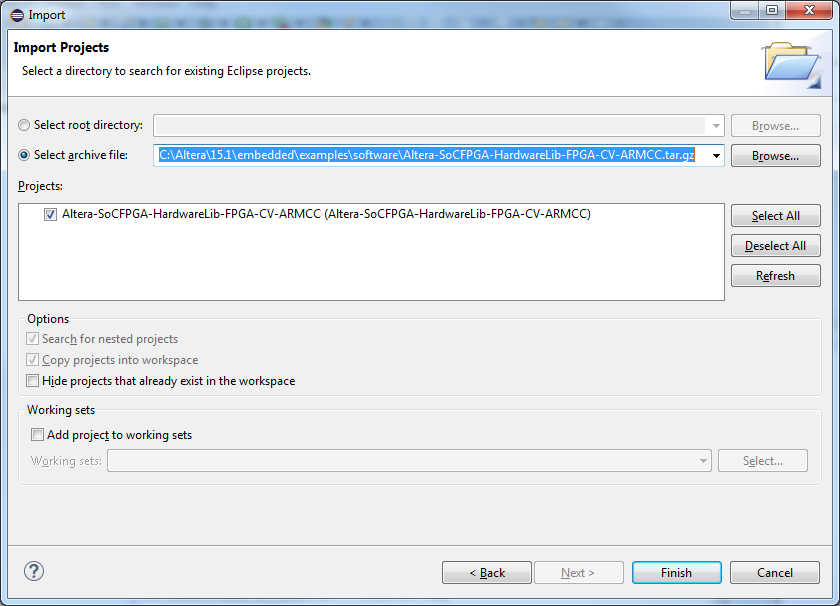 Import
Import Projects
Select a directory to search for existing Eclipse projects.
Select root directory:
Browse...
Select archive file:
C:\Altera\15.1\embedded\examples\software\Altera-SoCFPGA-HardwareLib-FPGA-CV-ARMCC.tar.gz
Browse...
Projects:
Altera-SoCFPGA-HardwareLib-FPGA-CV-ARMCC (Altera-SoCFPGA-HardwareLib-FPGA-CV-ARMCC)
Select All
Deselect All
Refresh
Options
Search for nested projects
Copy projects into workspace
Hide projects that already exist in the workspace
Working sets
Add project to working sets
Working sets:
Select...
?
< Back
Next >
Finish
Cancel